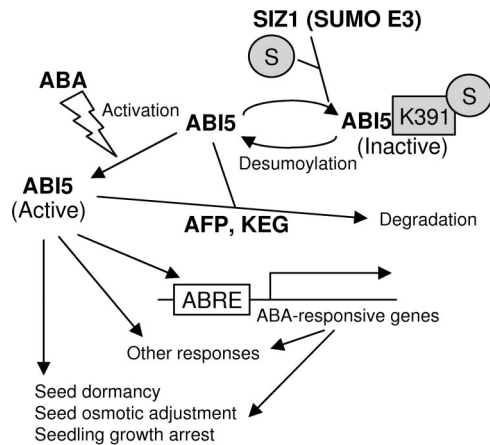 SIZ1 (SUMO E3)
S
ABA
Activation
ABI5
ABI5
K391
S
(Inactive)
Desumoylation
ABI5
(Active)
AFP, KEG
Degradation
ABRE
ABA-responsive genes
Other responses
Seed dormancy
Seed osmotic adjustment
Seedling growth arrest